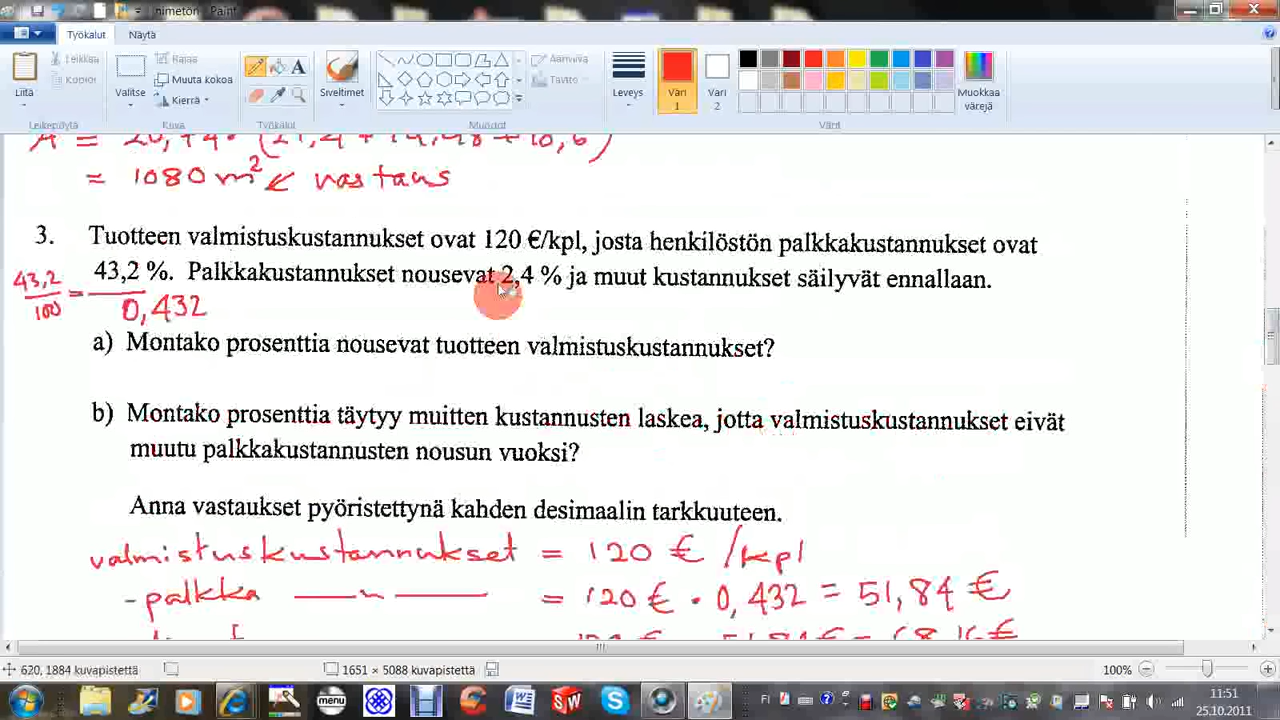 nimetön - Paint
Työkalut Näytä
Liitä
Leikkaa
Kopioi
Leikepöytä
Valitse
Rajaa
Muuta kokoa
Kierrä
Kuva
Työkalut
Siveltimet
Ääriviiva
Täyttö
Muodot
Leveys
Väri 1
Väri 2
Muokkaa värejä
Värit
= 1080 m² ← vastaus
3. Tuotteen valmistuskustannukset ovat 120 €/kpl, josta henkilöstön palkkakustannukset ovat
43,2 %. Palkkakustannukset nousevat 2,4 % ja muut kustannukset säilyvät ennallaan.
43,2/100 = 0,432
a) Montako prosenttia nousevat tuotteen valmistuskustannukset?
b) Montako prosenttia täytyy muitten kustannusten laskea, jotta valmistuskustannukset eivät
muutu palkkakustannusten nousun vuoksi?
Anna vastaukset pyöristettynä kahden desimaalin tarkkuuteen.
valmistuskustannukset = 120 € /kpl
- palkka —〃— = 120 € · 0,432 = 51,84 €
620, 1884 kuvapistettä
1651 × 5088 kuvapistettä
100%
menu
FI
11:51
25.10.2011